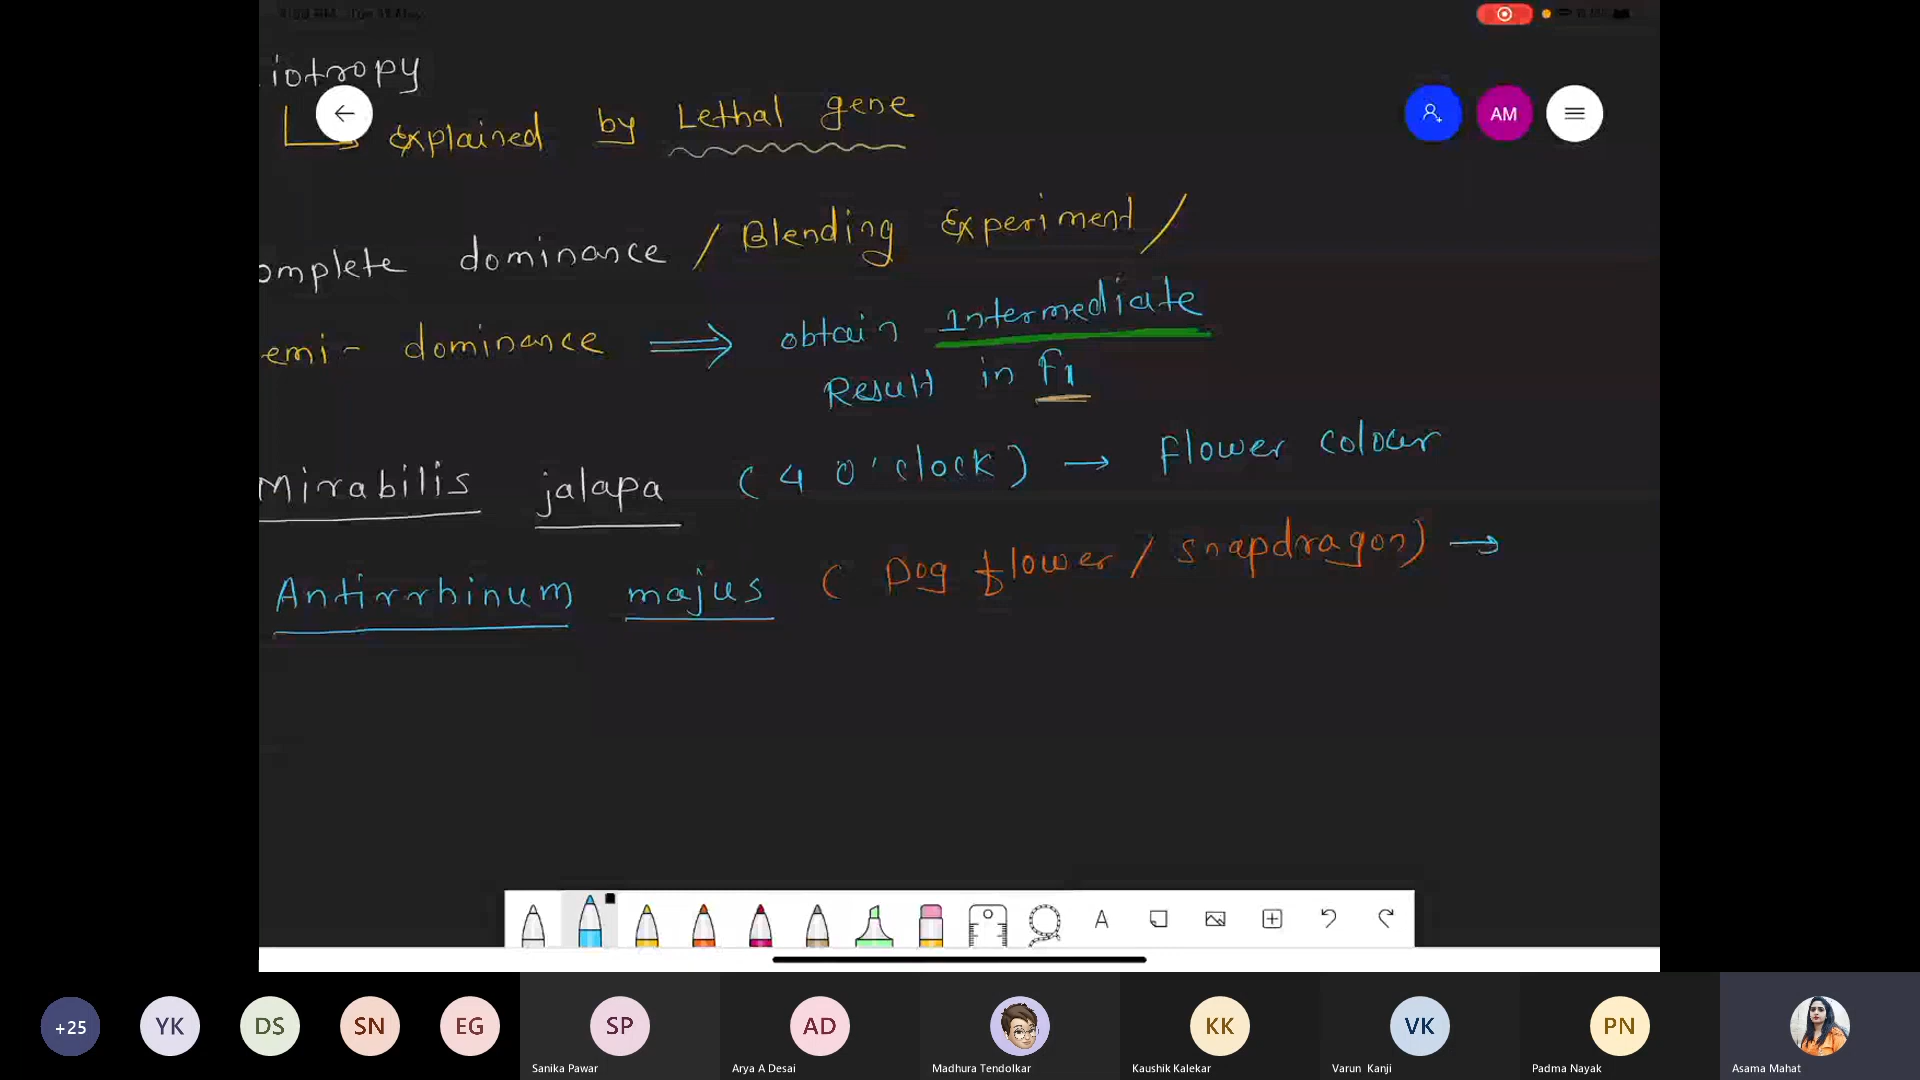 iotropy
explained by Lethal gene
omplete dominance / Blending Experiment /
emi - dominance ⇒ obtain Intermediate
Result in F1
Mirabilis jalapa (4 0'clock) → Flower colour
Antirrhinum majus ( Dog flower / snapdragon) →
AM
A
+25
YK
DS
SN
EG
SP
AD
KK
VK
PN
Sanika Pawar
Arya A Desai
Madhura Tendolkar
Kaushik Kalekar
Varun Kanji
Padma Nayak
Asama Mahat